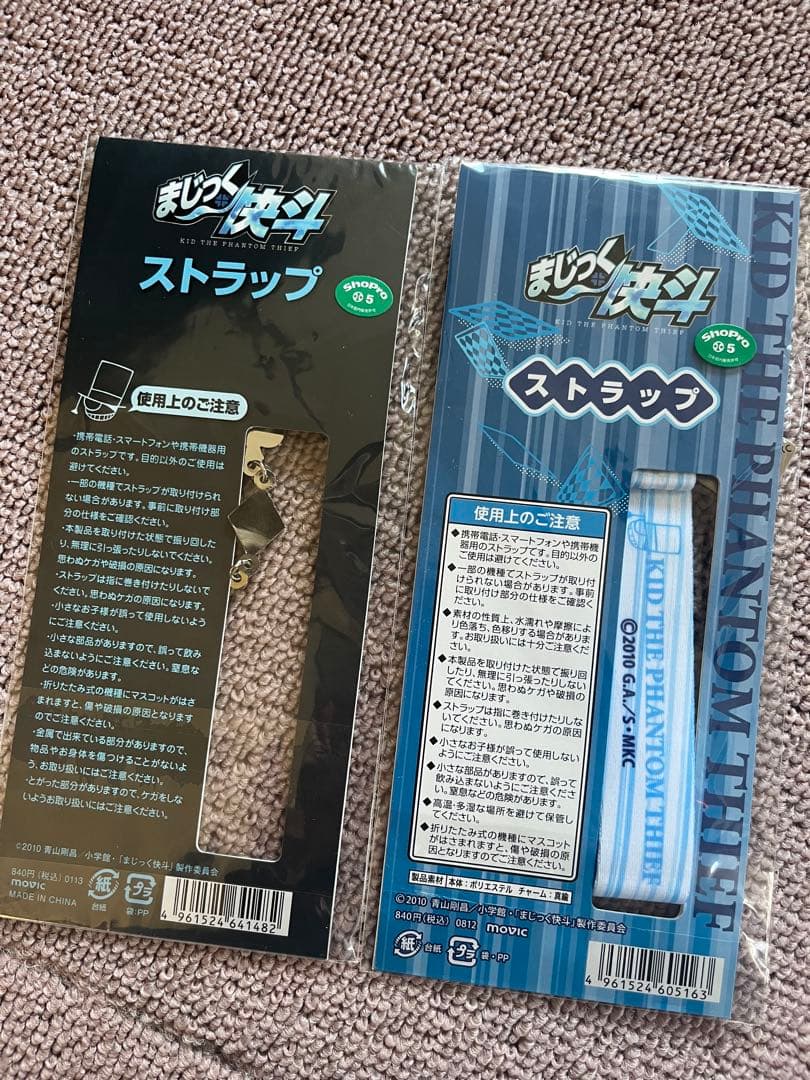 まじっく快斗
KID THE PHANTOM THIEF
ストラップ
ShoPro
小5
使用上のご注意
・携帯電話・スマートフォンや携帯機器用
のストラップです。目的以外のご使用は
避けてください。
・一部の機種でストラップが取り付けられ
ない場合があります。事前に取り付け部
分の仕様をご確認ください。
・本製品を取り付けた状態で振り回した
り、無理に引っ張ったりしないでください。
思わぬケガや破損の原因になります。
・ストラップは指に巻き付けたりしないで
ください。思わぬケガの原因になります。
・小さなお子様が誤って使用しないよう
にご注意ください。
・小さな部品がありますので、誤って飲み
込まないようにご注意ください。窒息な
どの危険があります。
・折りたたみ式の機種にマスコットがはさ
まれますと、傷や破損の原因となります
のでご注意ください。
・金属で出来ている部分がありますので、
物品やお身体を傷つけることがないよ
う、お取り扱いにはご注意ください。
・とがった部分がありますので、ケガをしな
いようお取り扱いにはご注意ください。
©2010 青山剛昌／小学館・「まじっく快斗」製作委員会
840円(税込) 0113
movic
MADE IN CHINA
紙
台紙
プラ
袋:PP
4 961524 641482
まじっく快斗
KID THE PHANTOM THIEF
ストラップ
ShoPro
小5
KID THE PHANTOM THIEF
使用上のご注意
◆携帯電話・スマートフォンや携帯機
器用のストラップです。目的以外の
ご使用は避けてください。
◆一部の機種でストラップが取り付
けられない場合があります。事前
に取り付け部分の仕様をご確認く
ださい。
◆素材の性質上、水濡れや摩擦によ
り色落ち、色移りする場合がありま
す。お取り扱いには十分ご注意くだ
さい。
◆本製品を取り付けた状態で振り回
したり、無理に引っ張ったりしない
でください。思わぬケガや破損の
原因になります。
◆ストラップは指に巻き付けたりしな
いでください。思わぬケガの原因
になります。
◆小さなお子様が誤って使用しない
ようにご注意ください。
◆小さな部品がありますので、誤って
飲み込まないようにご注意くださ
い。窒息などの危険があります。
◆高温・多湿な場所を避けて保管し
てください。
◆折りたたみ式の機種にマスコット
がはさまれますと、傷や破損の原
因となりますのでご注意ください。
製品素材 本体:ポリエステル チャーム:真鍮
KID THE PHANTOM THIEF
©2010 G.A./S・MKC
©2010 青山剛昌／小学館・「まじっく快斗」製作委員会
840円(税込) 0812 movic
紙 台紙 プラ 袋・PP
4 961524 605163